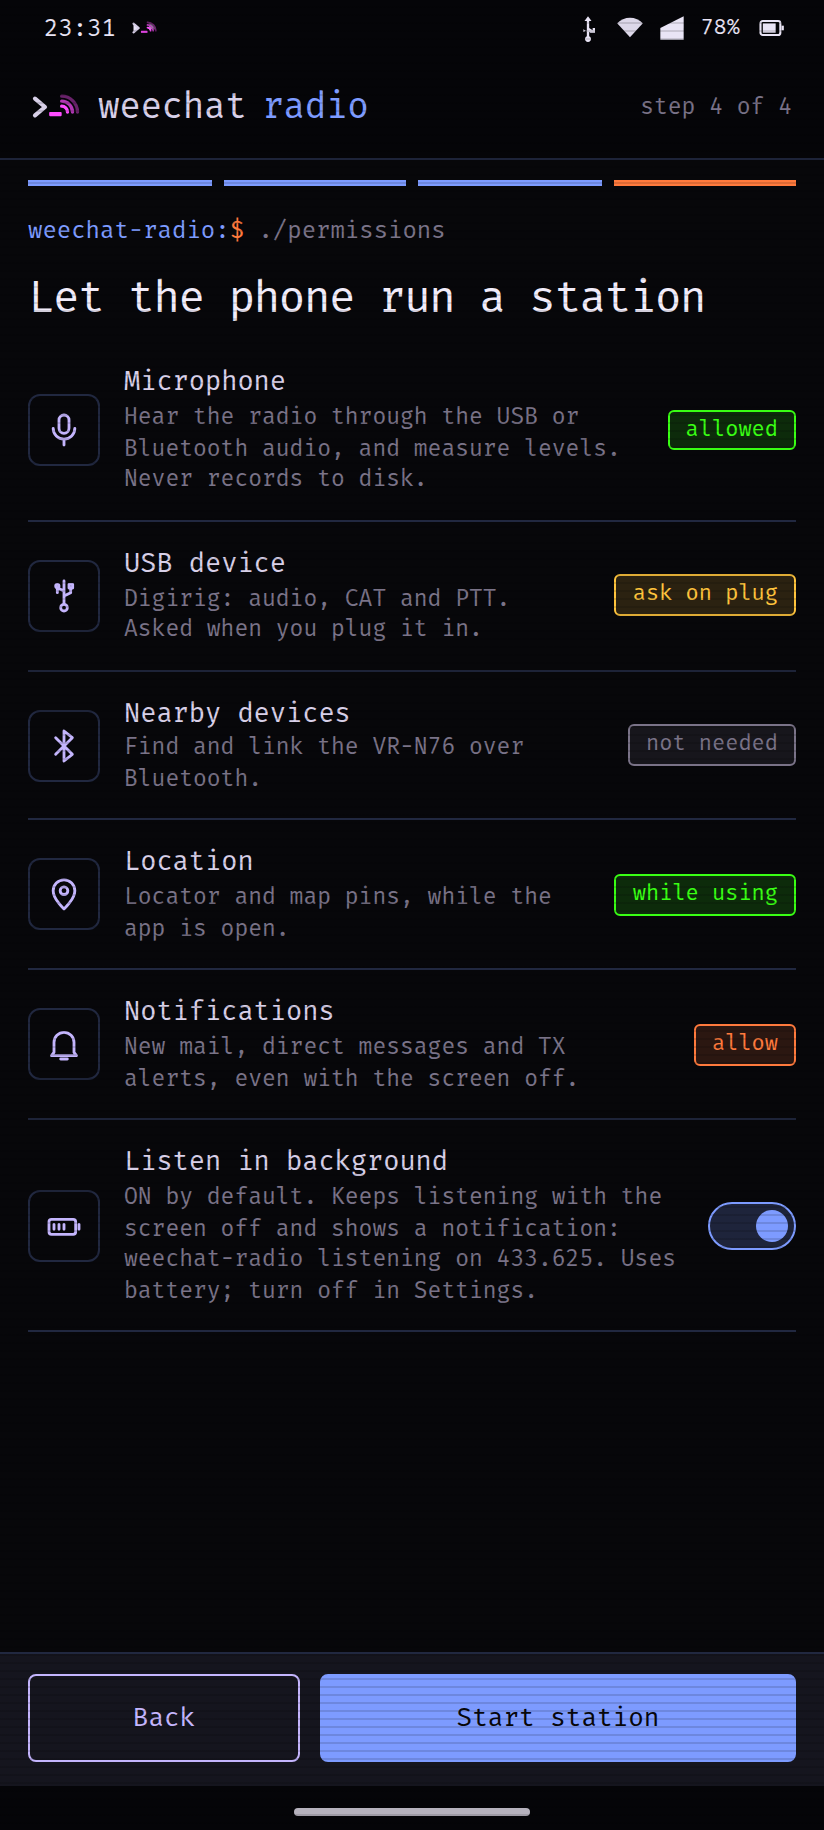 23:31
78%
weechat radio
step 4 of 4
weechat-radio:$ ./permissions
Let the phone run a station
Microphone
Hear the radio through the USB or
Bluetooth audio, and measure levels.
Never records to disk.
allowed
USB device
Digirig: audio, CAT and PTT.
Asked when you plug it in.
ask on plug
Nearby devices
Find and link the VR-N76 over
Bluetooth.
not needed
Location
Locator and map pins, while the
app is open.
while using
Notifications
New mail, direct messages and TX
alerts, even with the screen off.
allow
Listen in background
ON by default. Keeps listening with the
screen off and shows a notification:
weechat-radio listening on 433.625. Uses
battery; turn off in Settings.
Back
Start station